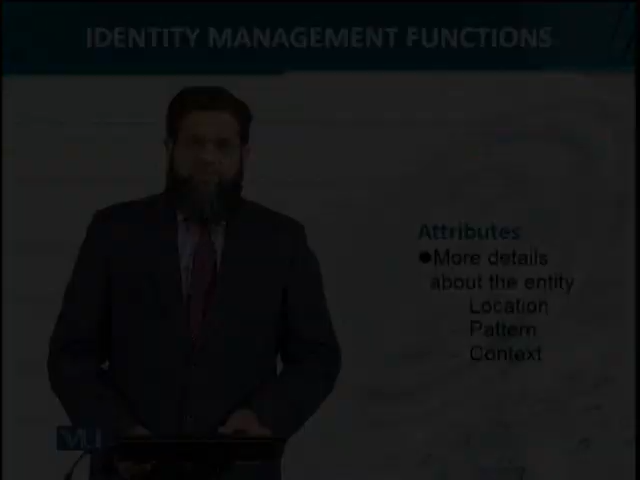 IDENTITY MANAGEMENT FUNCTIONS
Attributes
●More details
about the entity
Location
Pattern
Context